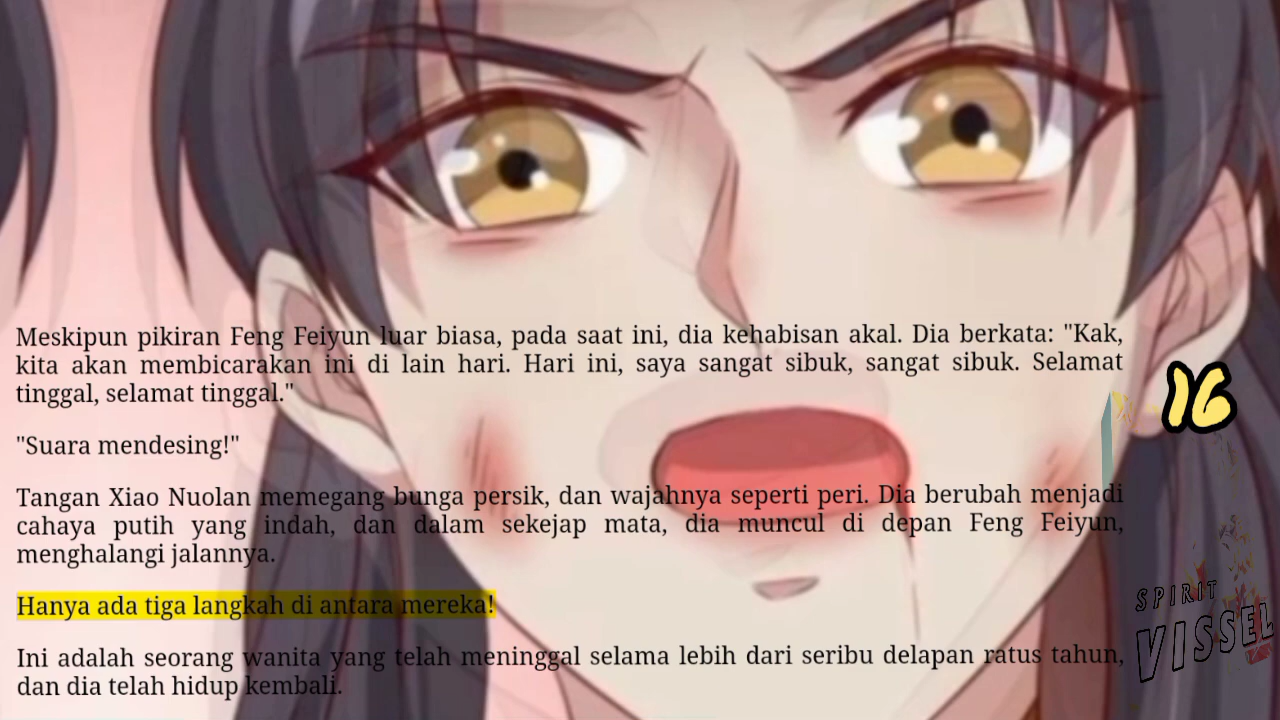 Meskipun pikiran Feng Feiyun luar biasa, pada saat ini, dia kehabisan akal. Dia berkata: "Kak,
kita akan membicarakan ini di lain hari. Hari ini, saya sangat sibuk, sangat sibuk. Selamat
tinggal, selamat tinggal."
"Suara mendesing!"
Tangan Xiao Nuolan memegang bunga persik, dan wajahnya seperti peri. Dia berubah menjadi
cahaya putih yang indah, dan dalam sekejap mata, dia muncul di depan Feng Feiyun,
menghalangi jalannya.
Hanya ada tiga langkah di antara mereka!
Ini adalah seorang wanita yang telah meninggal selama lebih dari seribu delapan ratus tahun,
dan dia telah hidup kembali.
16
SPIRIT
VISSEL